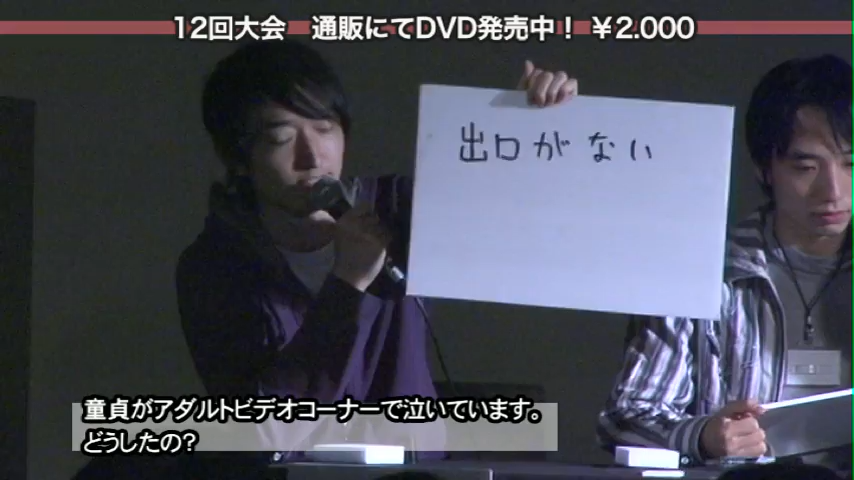 12回大会　通販にてDVD発売中！ ￥2.000
出口がない
童貞がアダルトビデオコーナーで泣いています。
どうしたの？